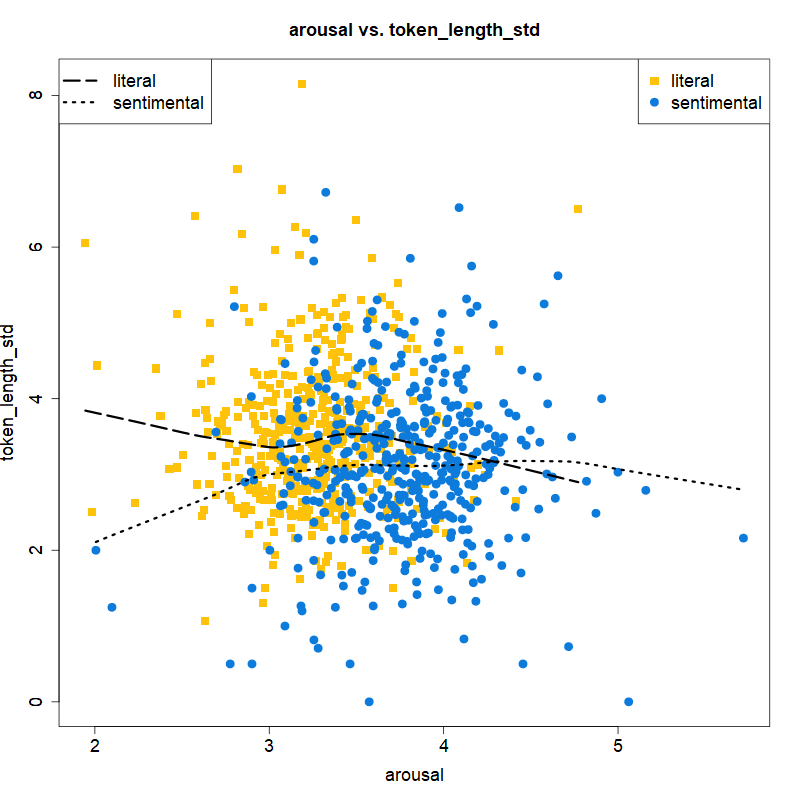 arousal vs. token_length_std
literal
sentimental
literal
sentimental
token_length_std
8
6
4
2
0
2 3 4 5
arousal